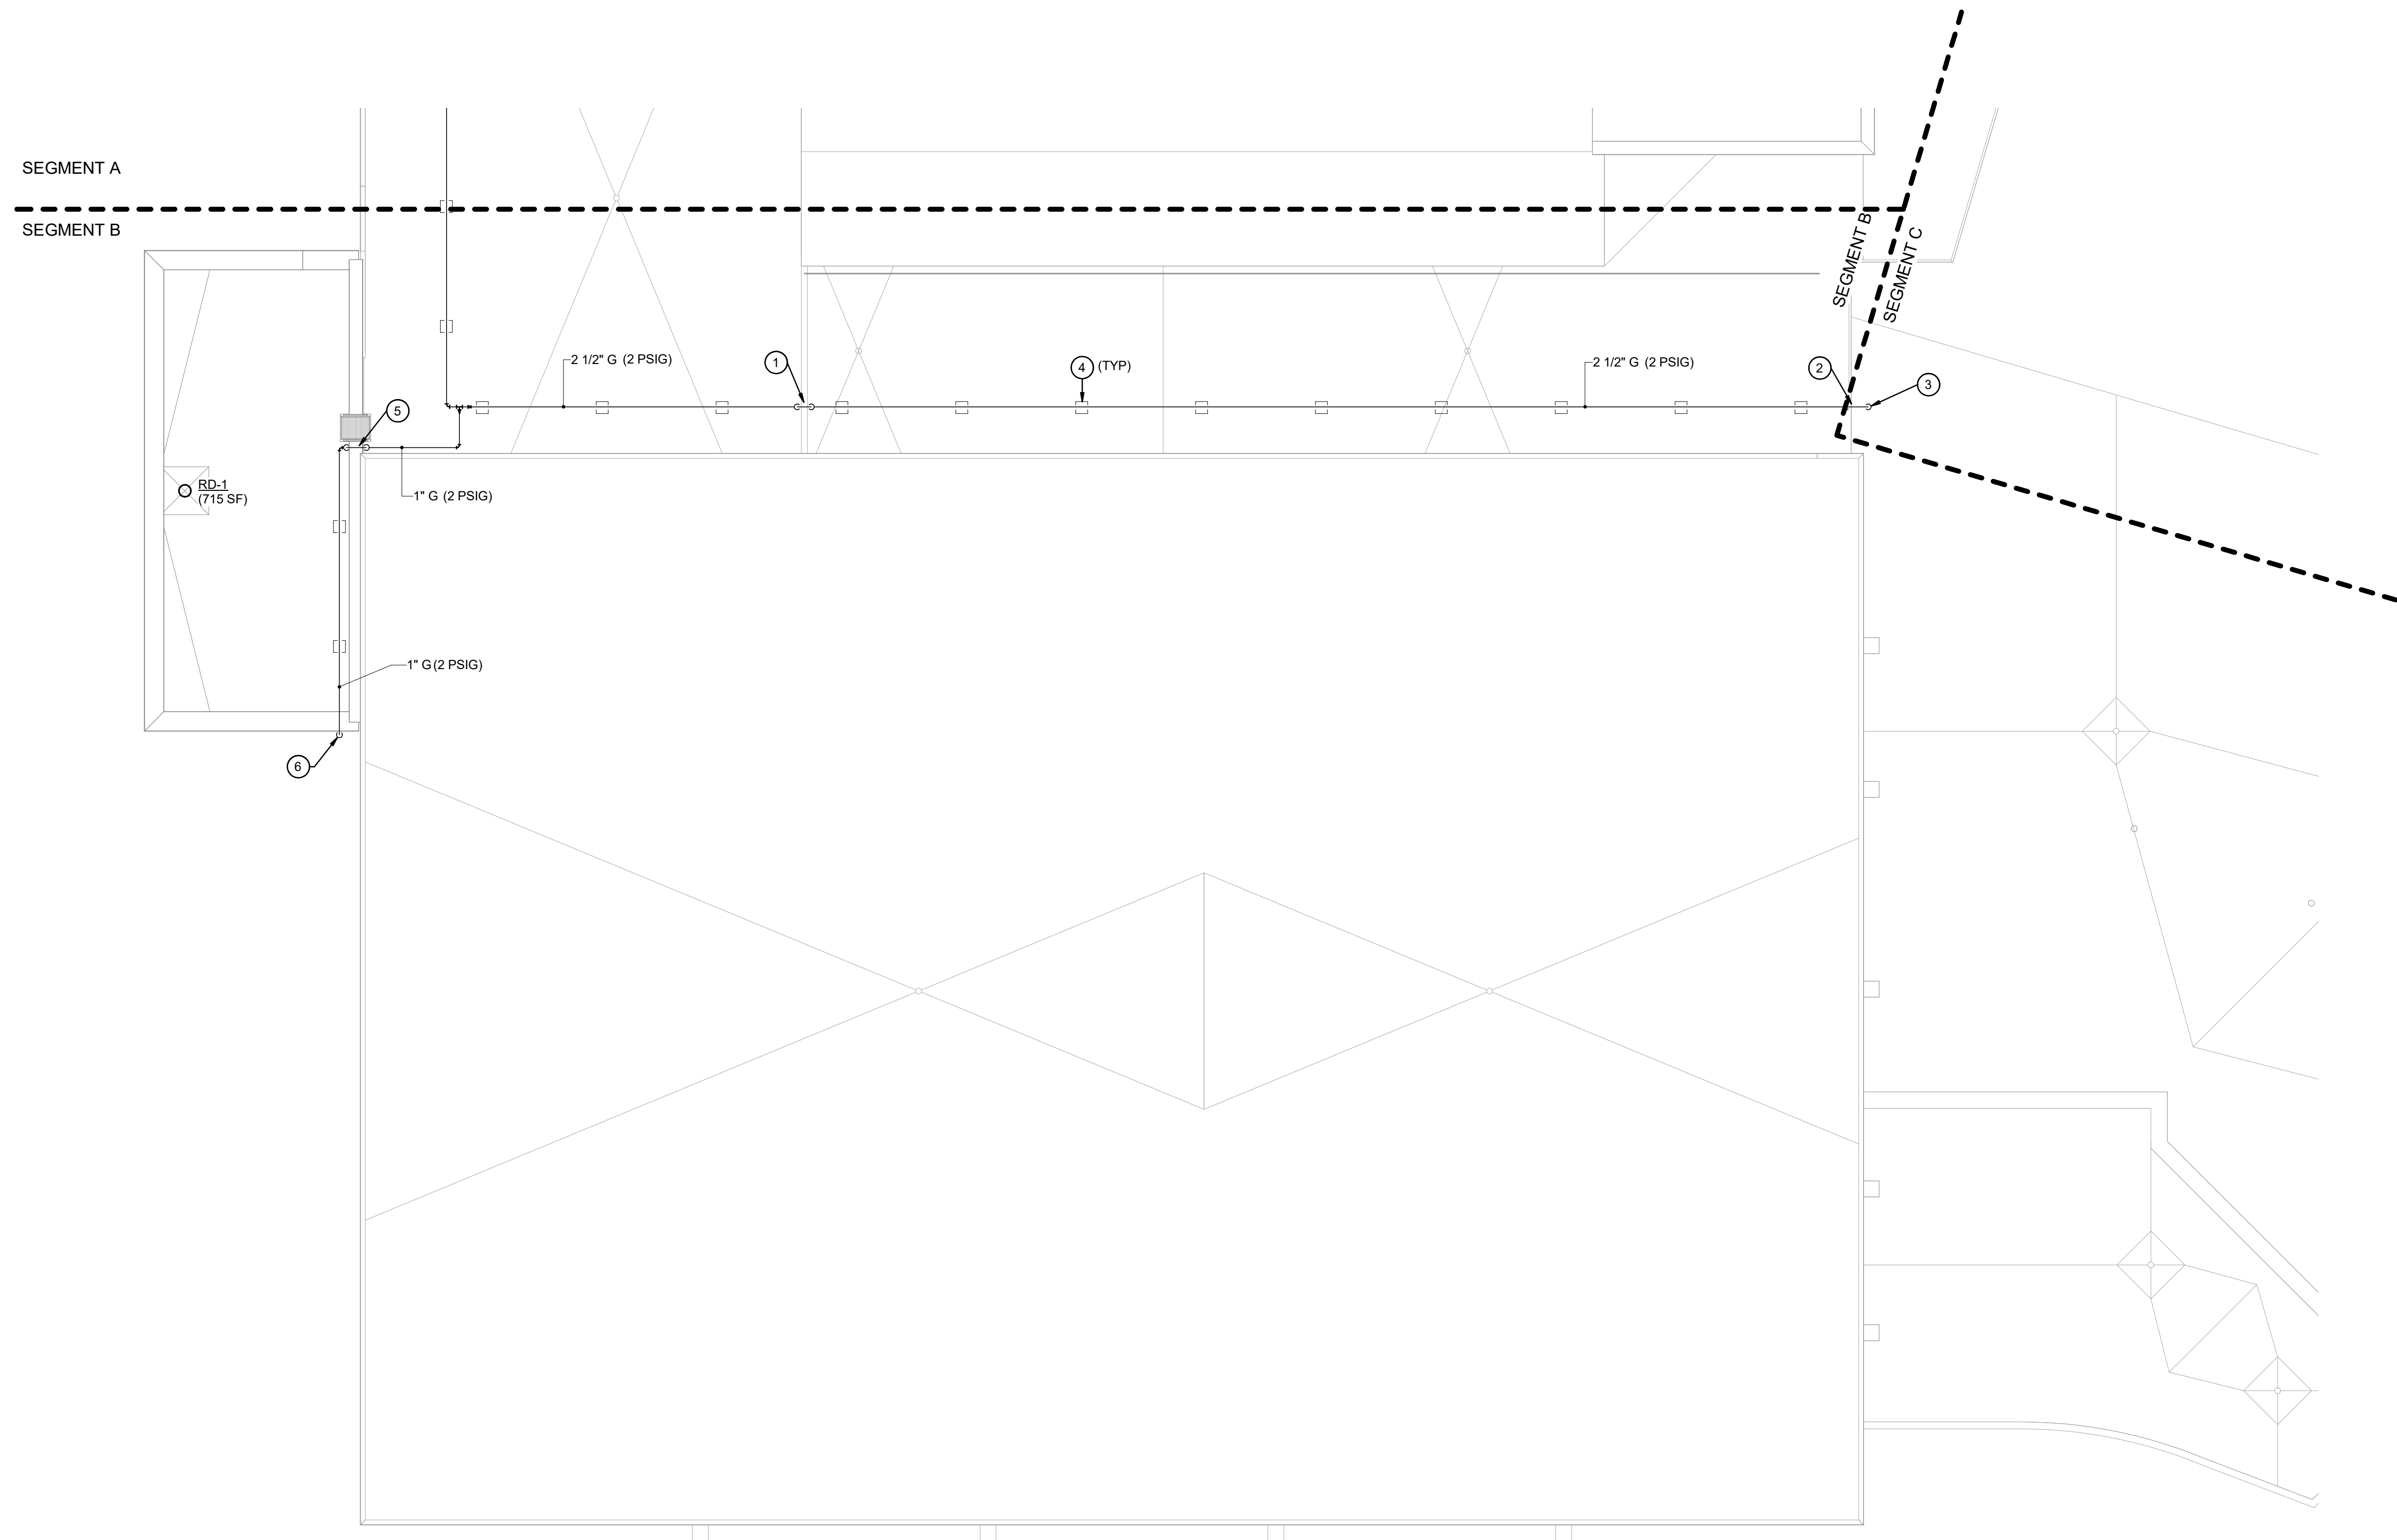 SEGMENT A
SEGMENT B
SEGMENT B
SEGMENT C
2 1/2" G (2 PSIG)
1
4 (TYP)
2 1/2" G (2 PSIG)
2
3
5
RD-1
(715 SF)
1" G (2 PSIG)
1" G (2 PSIG)
6